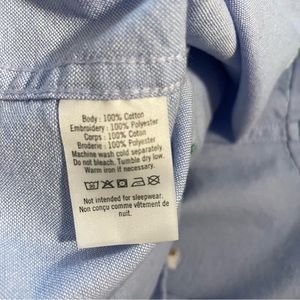 Body : 100% Cotton
Embroidery : 100% Polyester
Corps : 100% Coton
Broderie : 100% Polyester
Machine wash cold separately.
Do not bleach. Tumble dry low.
Warm iron if necessary.
Not intended for sleepwear.
Non conçu comme vêtement de
nuit.